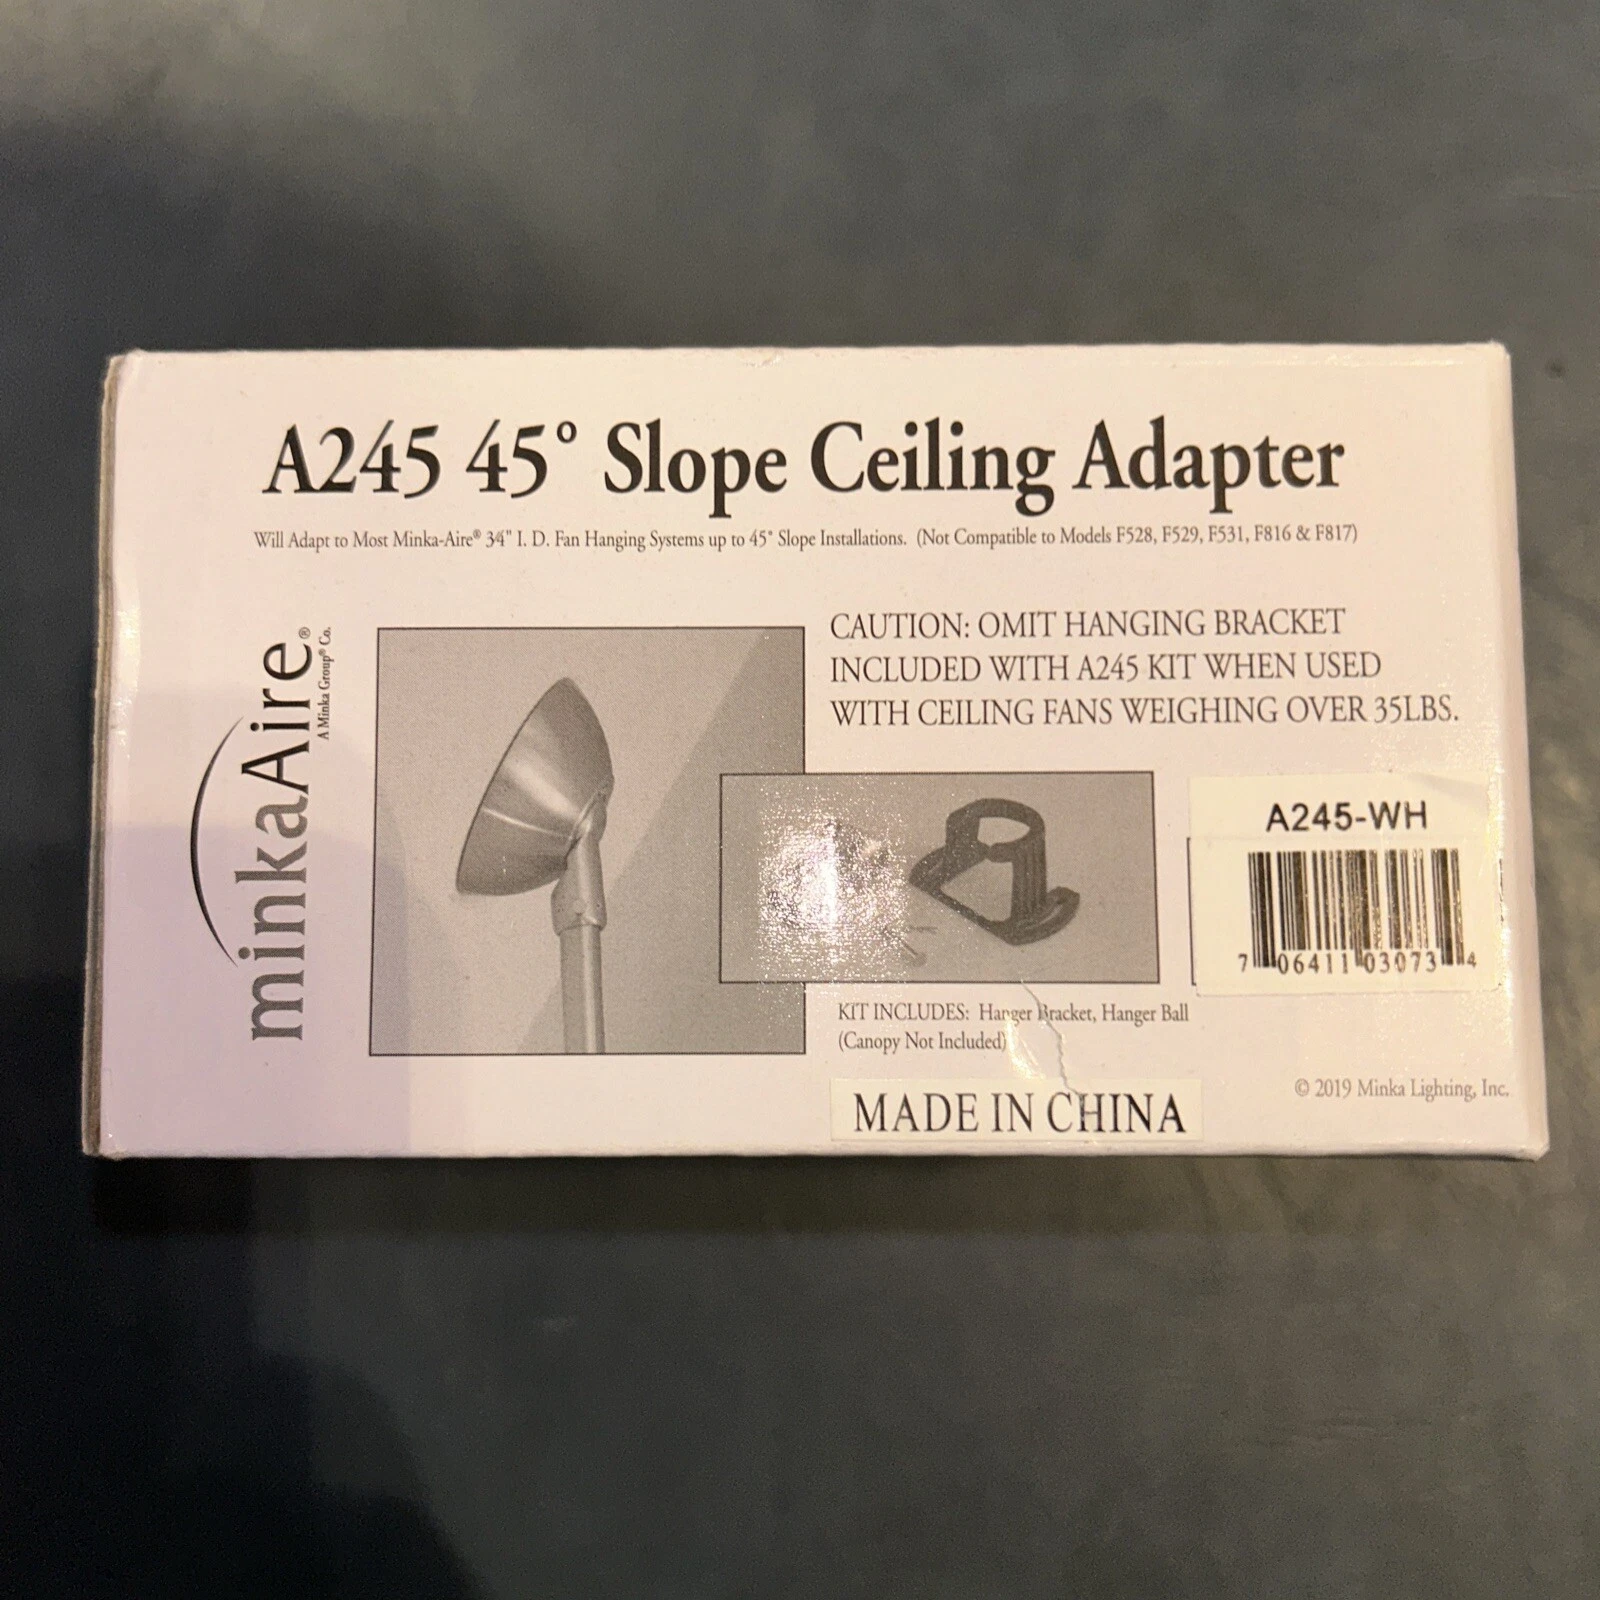 A245 45° Slope Ceiling Adapter
Will Adapt to Most Minka-Aire® 3⁄4" I. D. Fan Hanging Systems up to 45° Slope Installations. (Not Compatible to Models F528, F529, F531, F816 & F817)
minkaAire®
A Minka Group® Co.
CAUTION: OMIT HANGING BRACKET
INCLUDED WITH A245 KIT WHEN USED
WITH CEILING FANS WEIGHING OVER 35LBS.
A245-WH
7 06411 03073 4
KIT INCLUDES: Hanger Bracket, Hanger Ball
(Canopy Not Included)
© 2019 Minka Lighting, Inc.
MADE IN CHINA